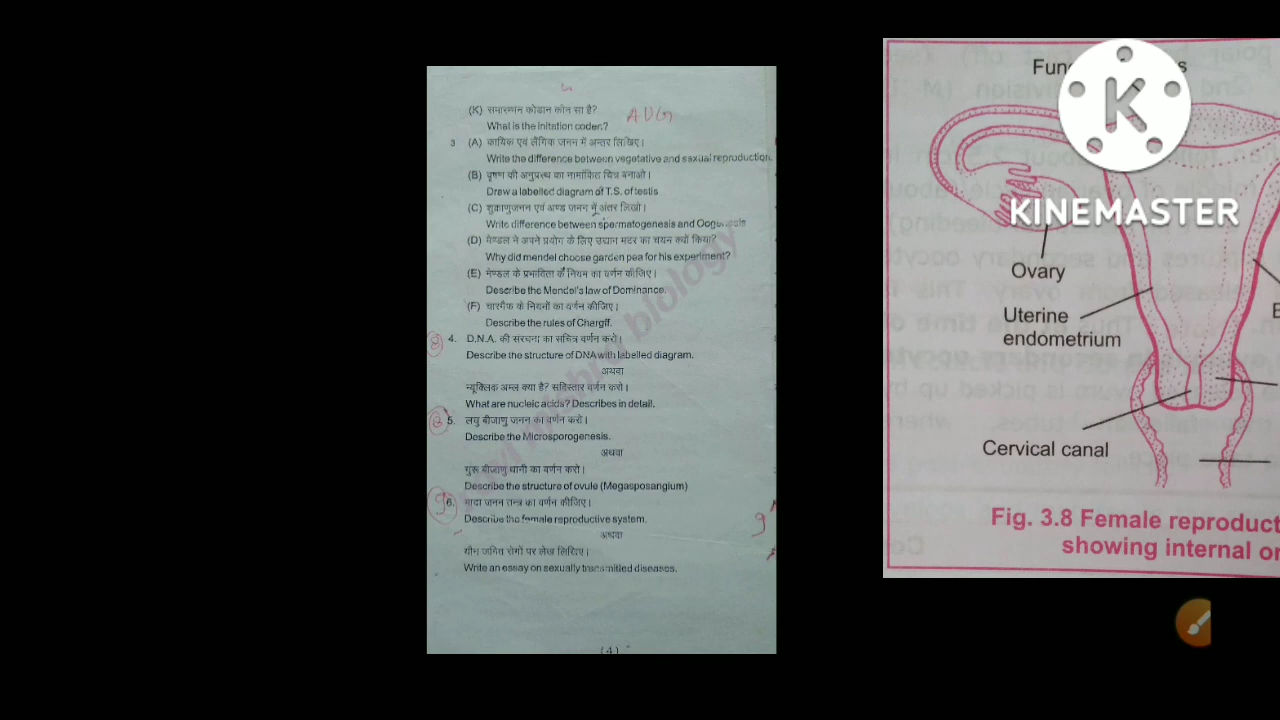 (K) समारम्भन कोडान कौन सा है?
What is the initation coder.?
AUG
3 (A) कायिक एवं लैंगिक जनन में अन्तर लिखिए।
Write the difference between vegetative and sexual reproduction.
(B) वृषण की अनुप्रस्थ का नामांकित चित्र बनाओ।
Draw a labelled diagram of T.S. of testis
(C) शुक्राणुजनन एवं अण्ड जनन में अंतर लिखो।
Write difference between spermatogenesis and Oogenesis
(D) मेण्डल ने अपने प्रयोग के लिए उद्यान मटर का चयन क्यों किया?
Why did mendel choose garden pea for his experiment?
(E) मेण्डल के प्रभाविता के नियम का वर्णन कीजिए।
Describe the Mendel's law of Dominance.
(F) चारगैफ के नियमों का वर्णन कीजिए।
Describe the rules of Chargff.
4. D.N.A. की संरचना का सचित्र वर्णन करो।
Describe the structure of DNA with labelled diagram.
अथवा
न्यूक्लिक अम्ल क्या है? सविस्तार वर्णन करो।
What are nucleic acids? Describes in detail.
5. लघु बीजाणु जनन का वर्णन करो।
Describe the Microsporogenesis.
अथवा
गुरू बीजाणु धानी का वर्णन करो।
Describe the structure of ovule (Megasposangium)
6. मादा जनन तन्त्र का वर्णन कीजिए।
Describe the female reproductive system.
9
अथवा
यौन जनित रोगों पर लेख लिखिए।
Write an essay on sexually transmitted diseases.
(4)
mishra biology
KINEMASTER
Ovary
Uterine
endometrium
Cervical canal
Fig. 3.8 Female reproduct
showing internal or